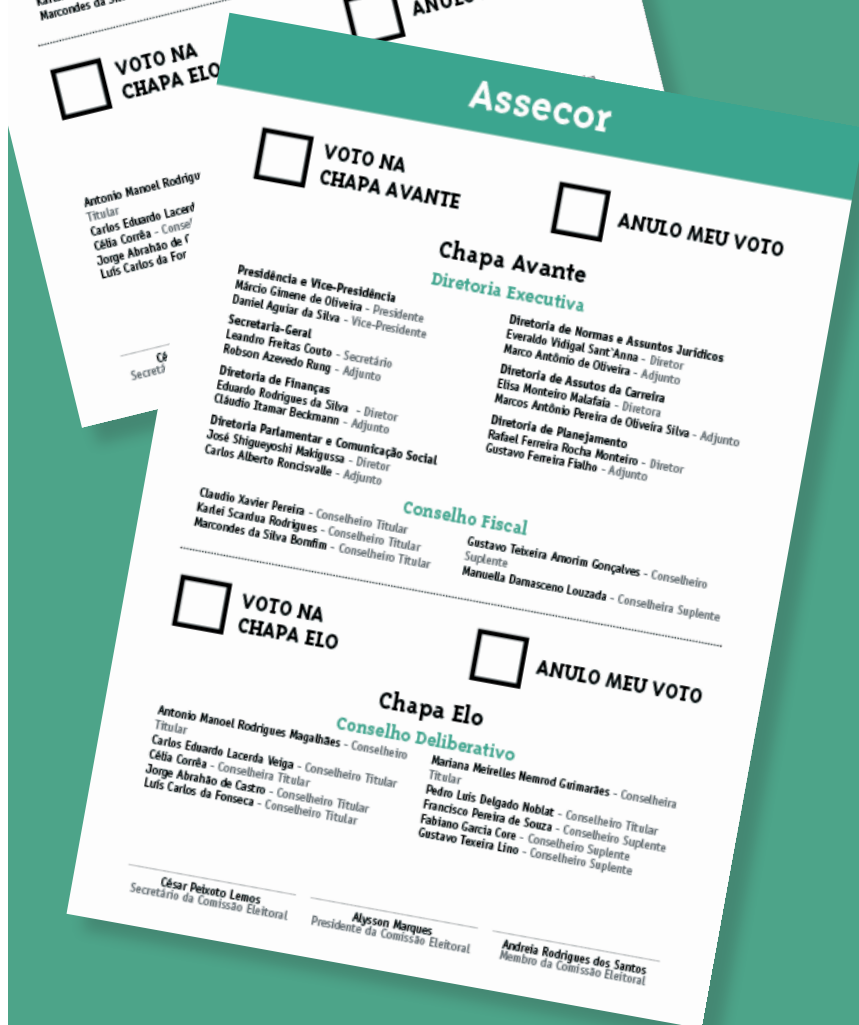 Marcondes da
ANULO
VOTO NA
CHAPA ELO
Antonio Manoel Rodrigu
Titular
Carlos Eduardo Lacerd
Célia Corrêa - Consel
Jorge Abrahão de C
Luís Carlos da For
Cé
Secretá
Assecor
VOTO NA
CHAPA AVANTE
ANULO MEU VOTO
Chapa Avante
Diretoria Executiva
Presidência e Vice-Presidência
Márcio Gimene de Oliveira - Presidente
Daniel Aguiar da Silva - Vice-Presidente
Secretaria-Geral
Leandro Freitas Couto - Secretário
Robson Azevedo Rung - Adjunto
Diretoria de Finanças
Eduardo Rodrigues da Silva - Diretor
Cláudio Itamar Beckmann - Adjunto
Diretoria Parlamentar e Comunicação Social
José Shigueyoshi Makigussa - Diretor
Carlos Alberto Roncisvalle - Adjunto
Diretoria de Normas e Assuntos Jurídicos
Everaldo Vidigal Sant`Anna - Diretor
Marco Antônio de Oliveira - Adjunto
Diretoria de Assutos da Carreira
Elisa Monteiro Malafaia - Diretora
Marcos Antônio Pereira de Oliveira Silva - Adjunto
Diretoria de Planejamento
Rafael Ferreira Rocha Monteiro - Diretor
Gustavo Ferreira Fialho - Adjunto
Conselho Fiscal
Claudio Xavier Pereira - Conselheiro Titular
Karlei Scardua Rodrigues - Conselheiro Titular
Marcondes da Silva Bomfim - Conselheiro Titular
Gustavo Teixeira Amorim Gonçalves - Conselheiro
Suplente
Manuella Damasceno Louzada - Conselheira Suplente
VOTO NA
CHAPA ELO
ANULO MEU VOTO
Chapa Elo
Conselho Deliberativo
Antonio Manoel Rodrigues Magalhães - Conselheiro
Titular
Carlos Eduardo Lacerda Veiga - Conselheiro Titular
Célia Corrêa - Conselheira Titular
Jorge Abrahão de Castro - Conselheiro Titular
Luís Carlos da Fonseca - Conselheiro Titular
Mariana Meirelles Nemrod Guimarães - Conselheira
Titular
Pedro Luis Delgado Noblat - Conselheiro Titular
Francisco Pereira de Souza - Conselheiro Suplente
Fabiano Garcia Core - Conselheiro Suplente
Gustavo Texeira Lino - Conselheiro Suplente
César Peixoto Lemos
Secretário da Comissão Eleitoral
Alysson Marques
Presidente da Comissão Eleitoral
Andreia Rodrigues dos Santos
Membro da Comissão Eleitoral